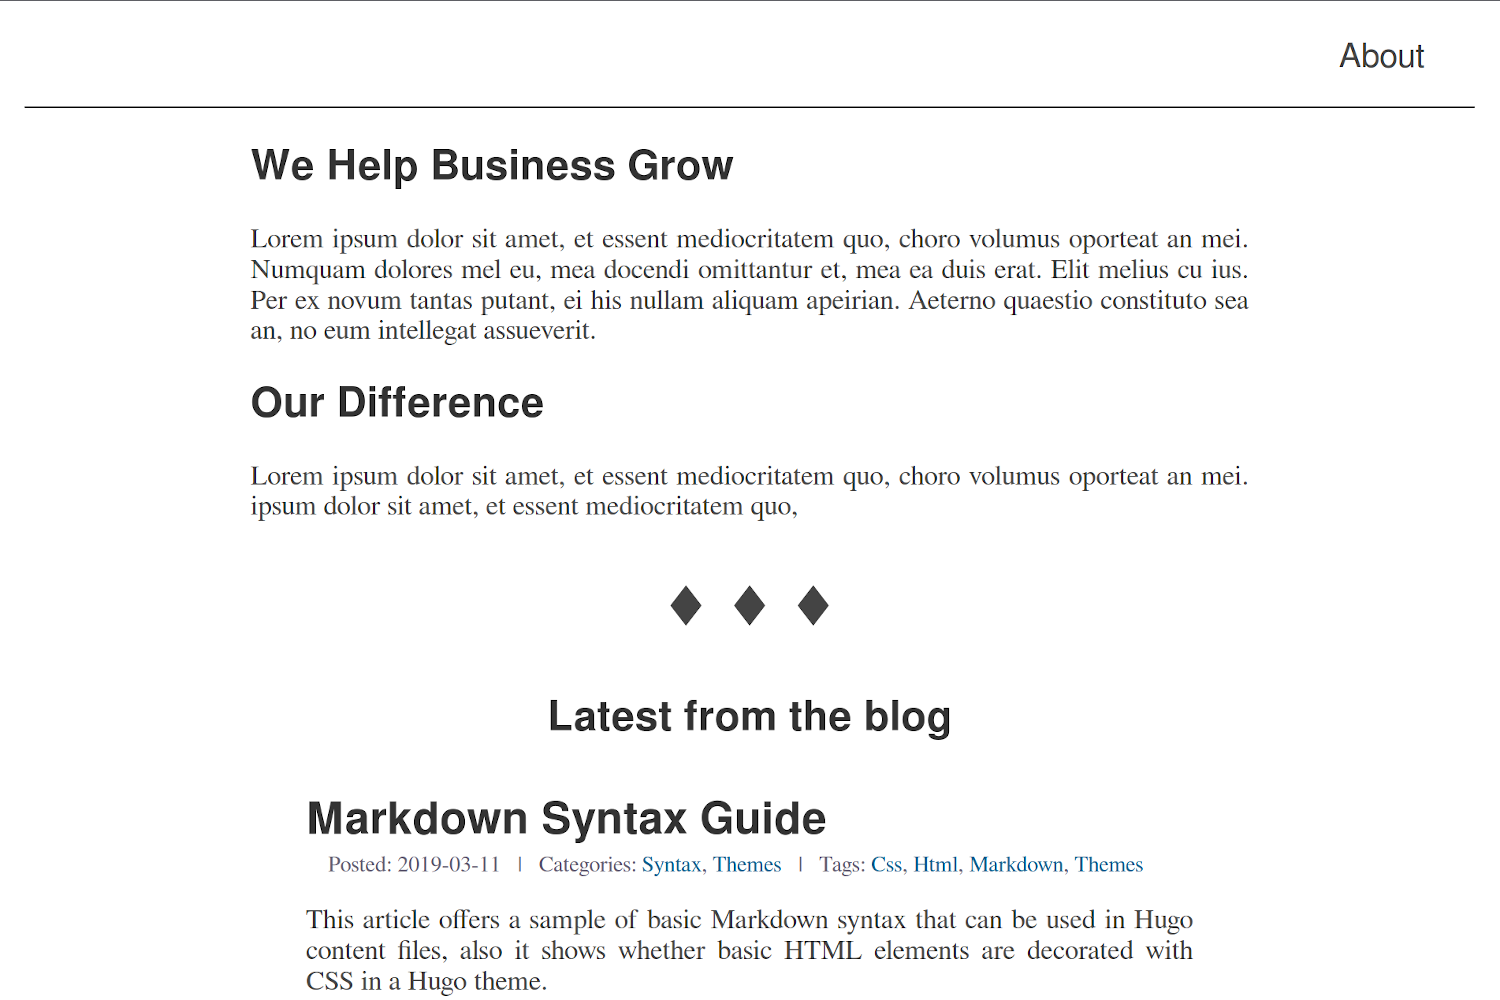 About
We Help Business Grow
Lorem ipsum dolor sit amet, et essent mediocritatem quo, choro volumus oporteat an mei.
Numquam dolores mel eu, mea docendi omittantur et, mea ea duis erat. Elit melius cu ius.
Per ex novum tantas putant, ei his nullam aliquam apeirian. Aeterno quaestio constituto sea
an, no eum intellegat assueverit.
Our Difference
Lorem ipsum dolor sit amet, et essent mediocritatem quo, choro volumus oporteat an mei.
ipsum dolor sit amet, et essent mediocritatem quo,
♦ ♦ ♦
Latest from the blog
Markdown Syntax Guide
Posted: 2019-03-11 | Categories: Syntax, Themes | Tags: Css, Html, Markdown, Themes
This article offers a sample of basic Markdown syntax that can be used in Hugo
content files, also it shows whether basic HTML elements are decorated with
CSS in a Hugo theme.